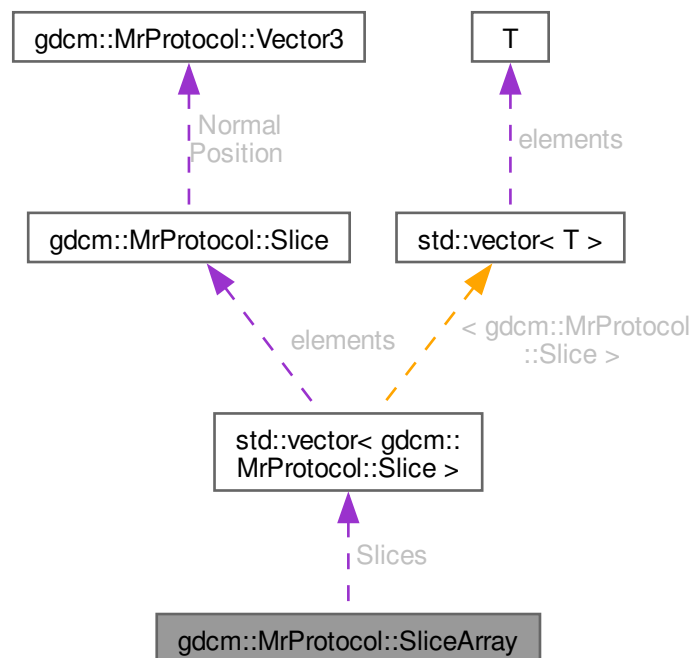 gdcm::MrProtocol::Vector3
T
Normal
Position
elements
gdcm::MrProtocol::Slice
std::vector< T >
elements
< gdcm::MrProtocol
::Slice >
std::vector< gdcm::
MrProtocol::Slice >
Slices
gdcm::MrProtocol::SliceArray